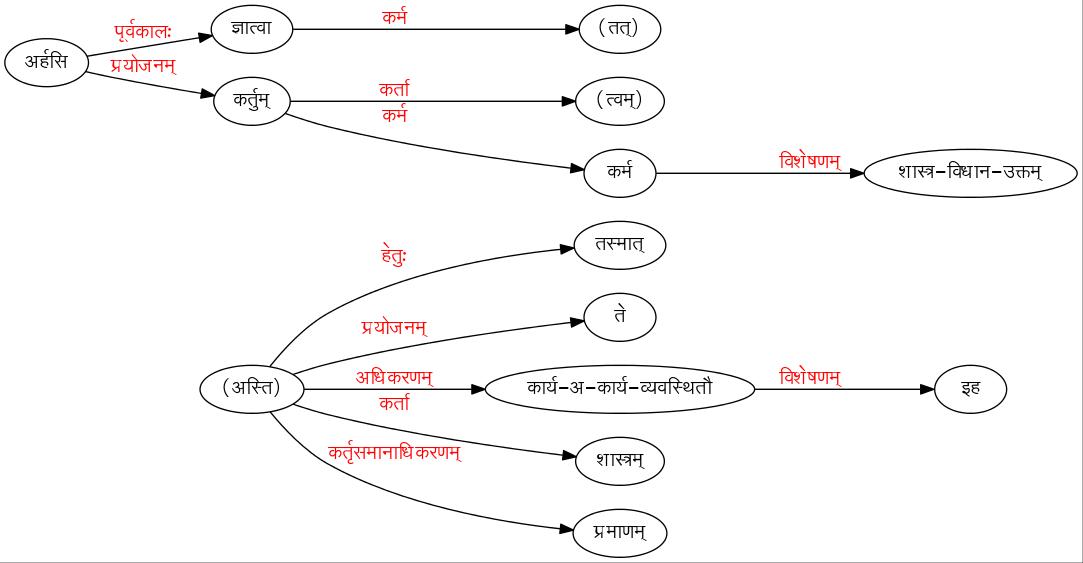 कर्म
पूर्वकालः
ज्ञात्वा
(तत्)
अर्हसि
प्रयोजनम्
कर्ता
कर्तुम्
(त्वम्)
कर्म
कर्म
विशेषणम्
शास्त्र-विधान-उक्तम्
हेतुः
तस्मात्
प्रयोजनम्
ते
अधिकरणम्
विशेषणम्
(अस्ति)
कार्य-अ-कार्य-व्यवस्थितौ
इह
कर्ता
कर्तृसमानाधिकरणम्
शास्त्रम्
प्रमाणम्